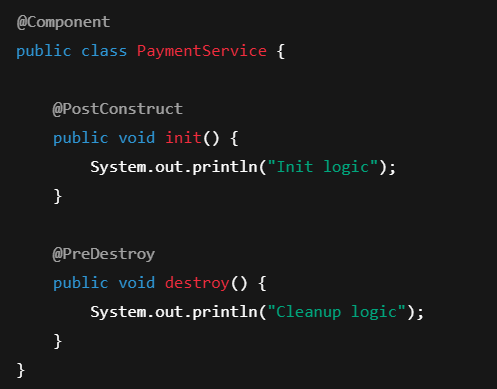 @Component
public class PaymentService {
@PostConstruct
public void init() {
System.out.println("Init logic");
}
@PreDestroy
public void destroy() {
System.out.println("Cleanup logic");
}
}